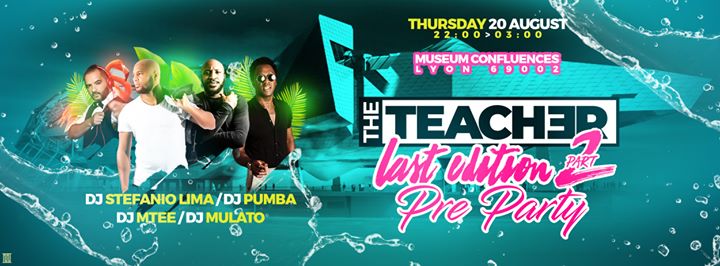 THURSDAY 20 AUGUST
22:00>03:00
MUSEUM CONFLUENCES
LYON 69002
THE TEACHER
last edition PART 2
Pre Party
DJ STEFANIO LIMA / DJ PUMBA
DJ MTEE / DJ MULATO